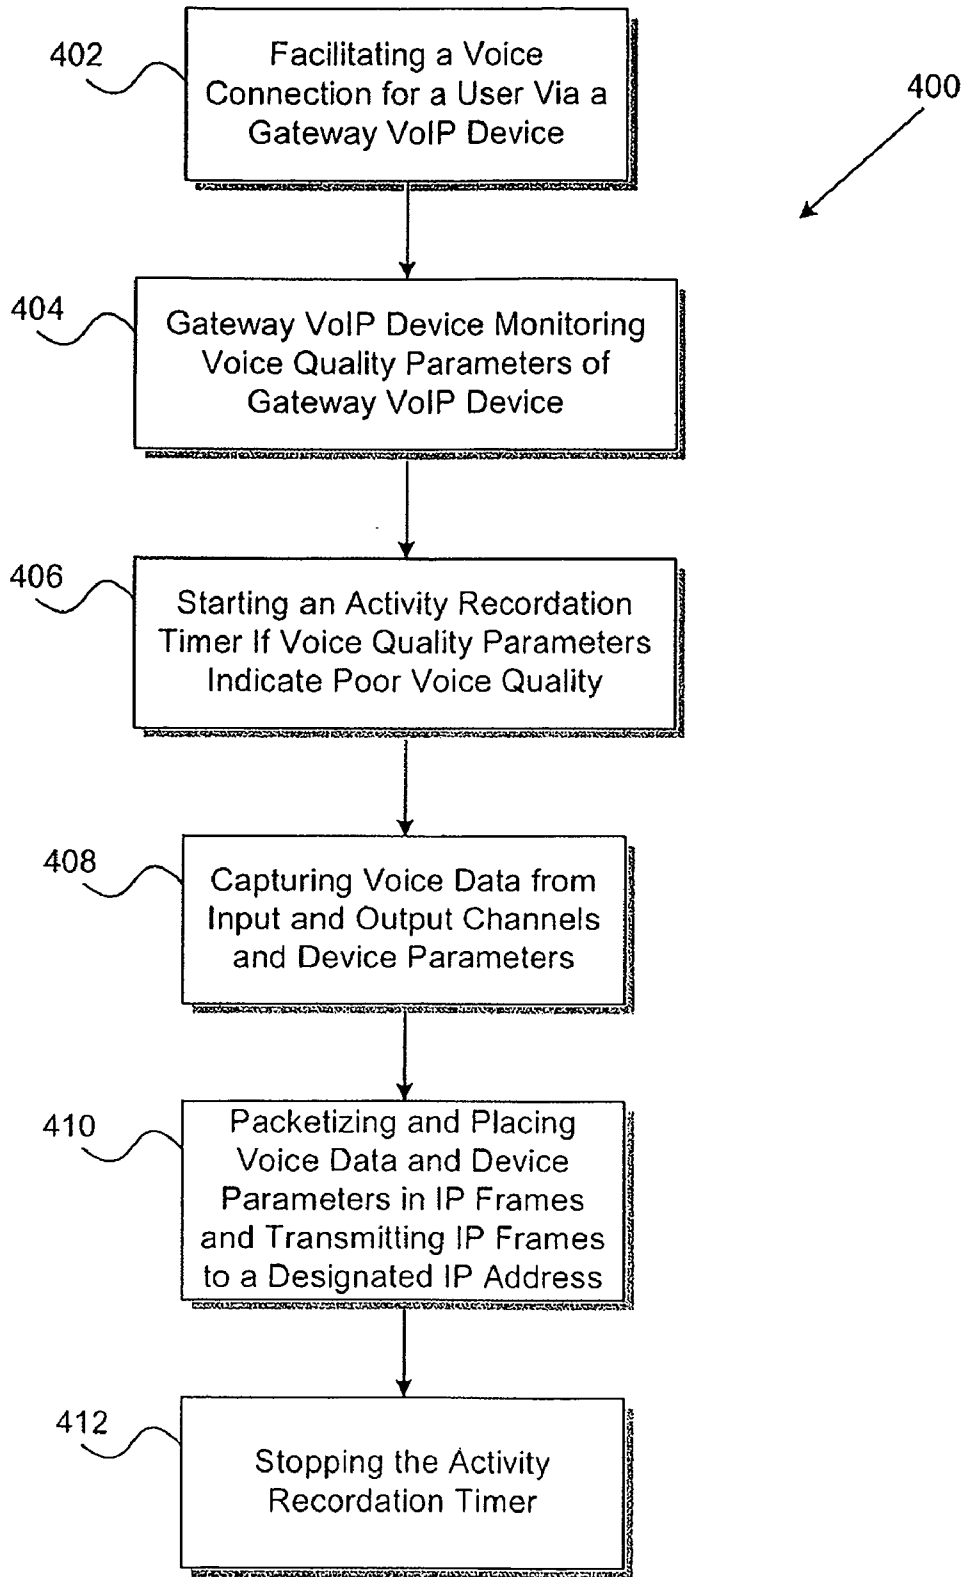 402
Facilitating a Voice
Connection for a User Via a
Gateway VoIP Device
400
404
Gateway VoIP Device Monitoring
Voice Quality Parameters of
Gateway VoIP Device
406
Starting an Activity Recordation
Timer If Voice Quality Parameters
Indicate Poor Voice Quality
408
Capturing Voice Data from
Input and Output Channels
and Device Parameters
410
Packetizing and Placing
Voice Data and Device
Parameters in IP Frames
and Transmitting IP Frames
to a Designated IP Address
412
Stopping the Activity
Recordation Timer